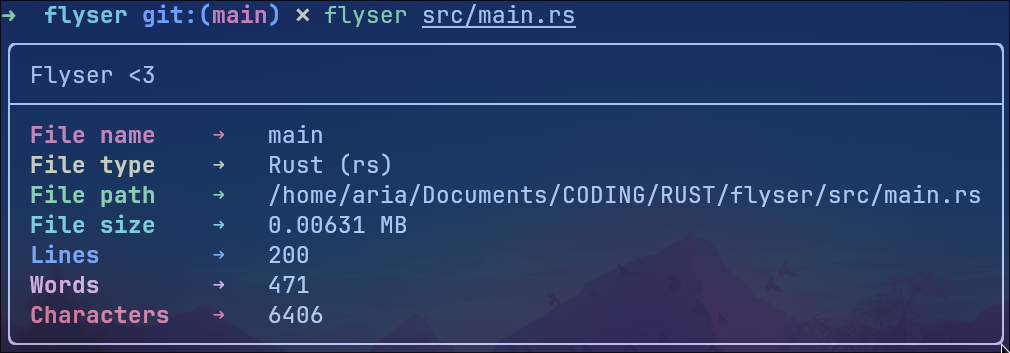 → flyser git:(main) × flyser src/main.rs
Flyser <3
File name → main
File type → Rust (rs)
File path → /home/aria/Documents/CODING/RUST/flyser/src/main.rs
File size → 0.00631 MB
Lines → 200
Words → 471
Characters → 6406